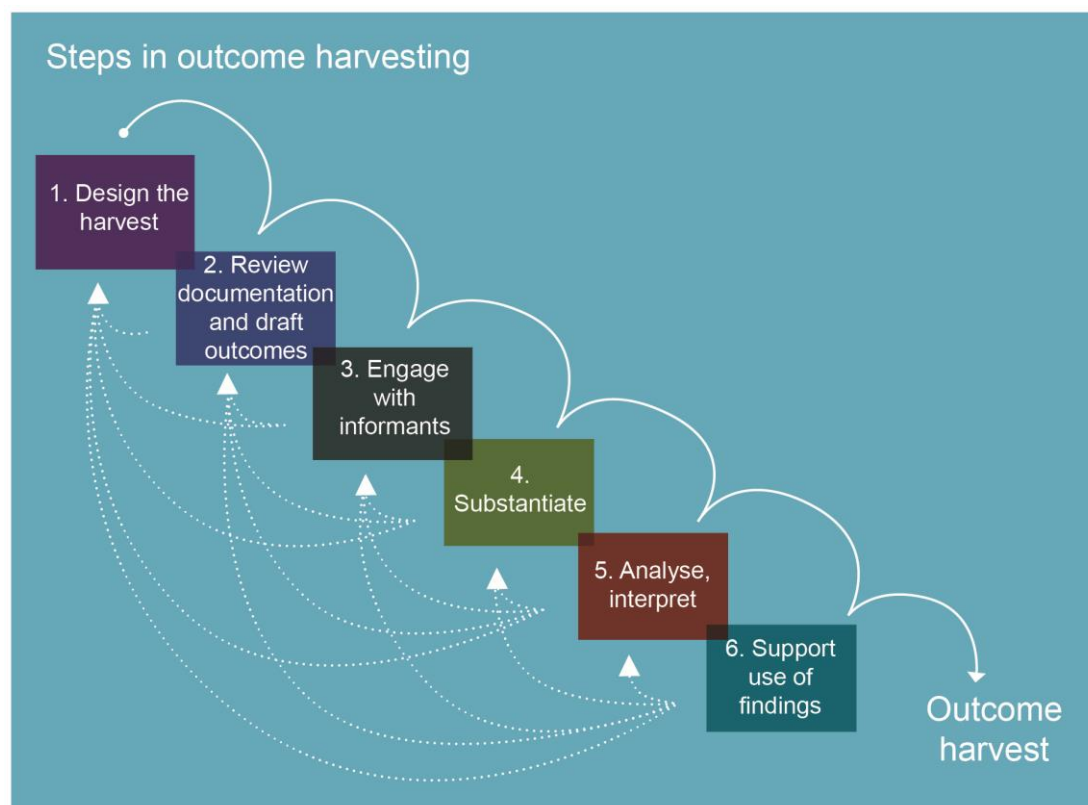 Steps in outcome harvesting
1. Design the
harvest
2. Review
documentation
and draft
outcomes
3. Engage
with
informants
4.
Substantiate
5. Analyse,
interpret
6. Support
use of
findings
Outcome
harvest